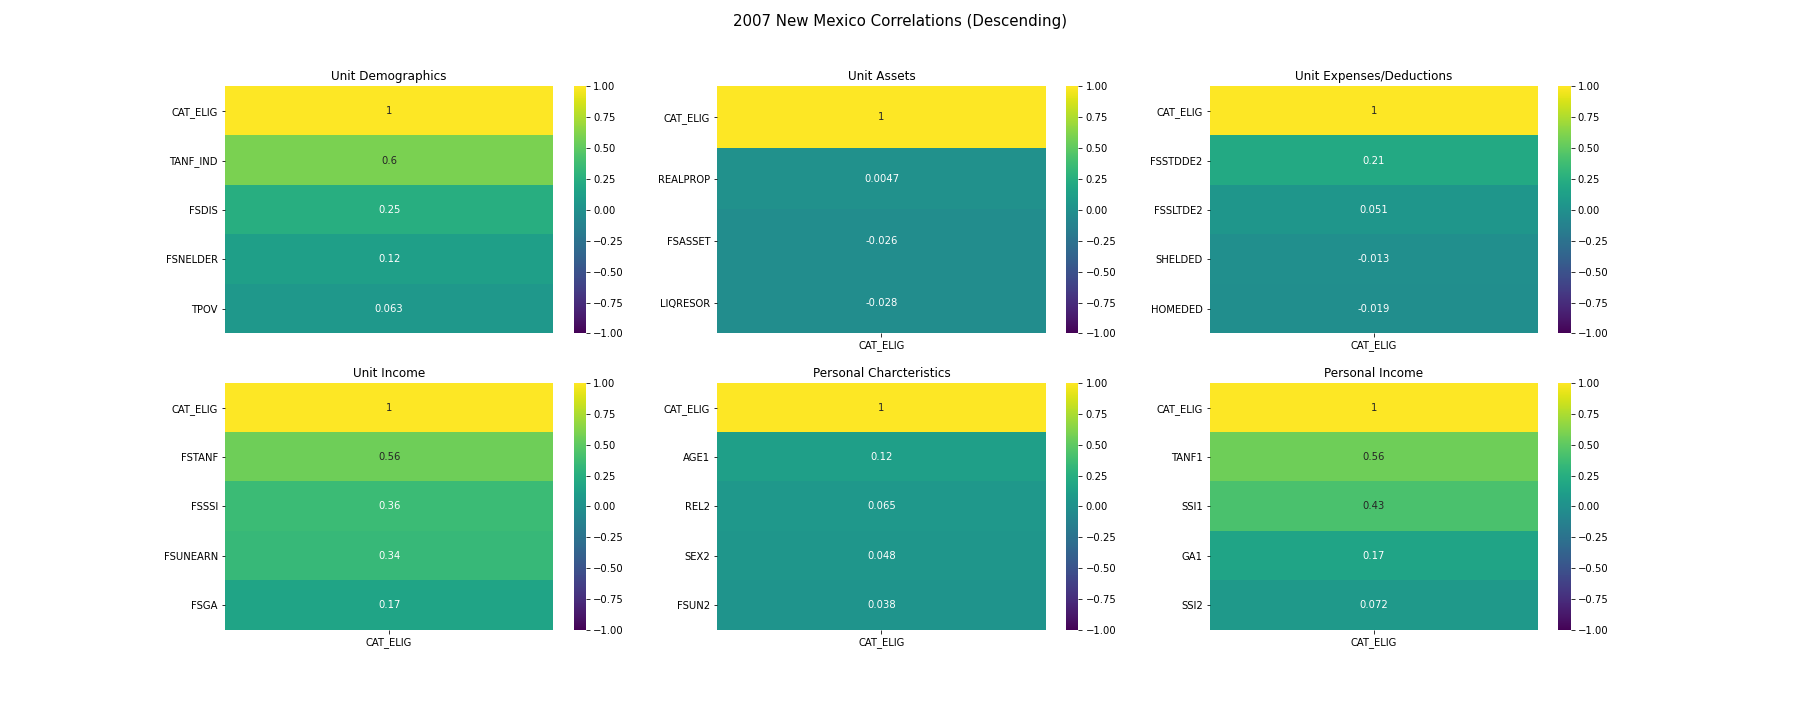 2007 New Mexico Correlations (Descending)
Unit Demographics
CAT_ELIG
1
TANF_IND
0.6
FSDIS
0.25
FSNELDER
0.12
TPOV
0.063
1.00
0.75
0.50
0.25
0.00
−0.25
−0.50
−0.75
−1.00
Unit Assets
CAT_ELIG
1
REALPROP
0.0047
FSASSET
-0.026
LIQRESOR
-0.028
CAT_ELIG
1.00
0.75
0.50
0.25
0.00
−0.25
−0.50
−0.75
−1.00
Unit Expenses/Deductions
CAT_ELIG
1
FSSTDDE2
0.21
FSSLTDE2
0.051
SHELDED
-0.013
HOMEDED
-0.019
CAT_ELIG
1.00
0.75
0.50
0.25
0.00
−0.25
−0.50
−0.75
−1.00
Unit Income
CAT_ELIG
1
FSTANF
0.56
FSSSI
0.36
FSUNEARN
0.34
FSGA
0.17
CAT_ELIG
1.00
0.75
0.50
0.25
0.00
−0.25
−0.50
−0.75
−1.00
Personal Charcteristics
CAT_ELIG
1
AGE1
0.12
REL2
0.065
SEX2
0.048
FSUN2
0.038
CAT_ELIG
1.00
0.75
0.50
0.25
0.00
−0.25
−0.50
−0.75
−1.00
Personal Income
CAT_ELIG
1
TANF1
0.56
SSI1
0.43
GA1
0.17
SSI2
0.072
CAT_ELIG
1.00
0.75
0.50
0.25
0.00
−0.25
−0.50
−0.75
−1.00